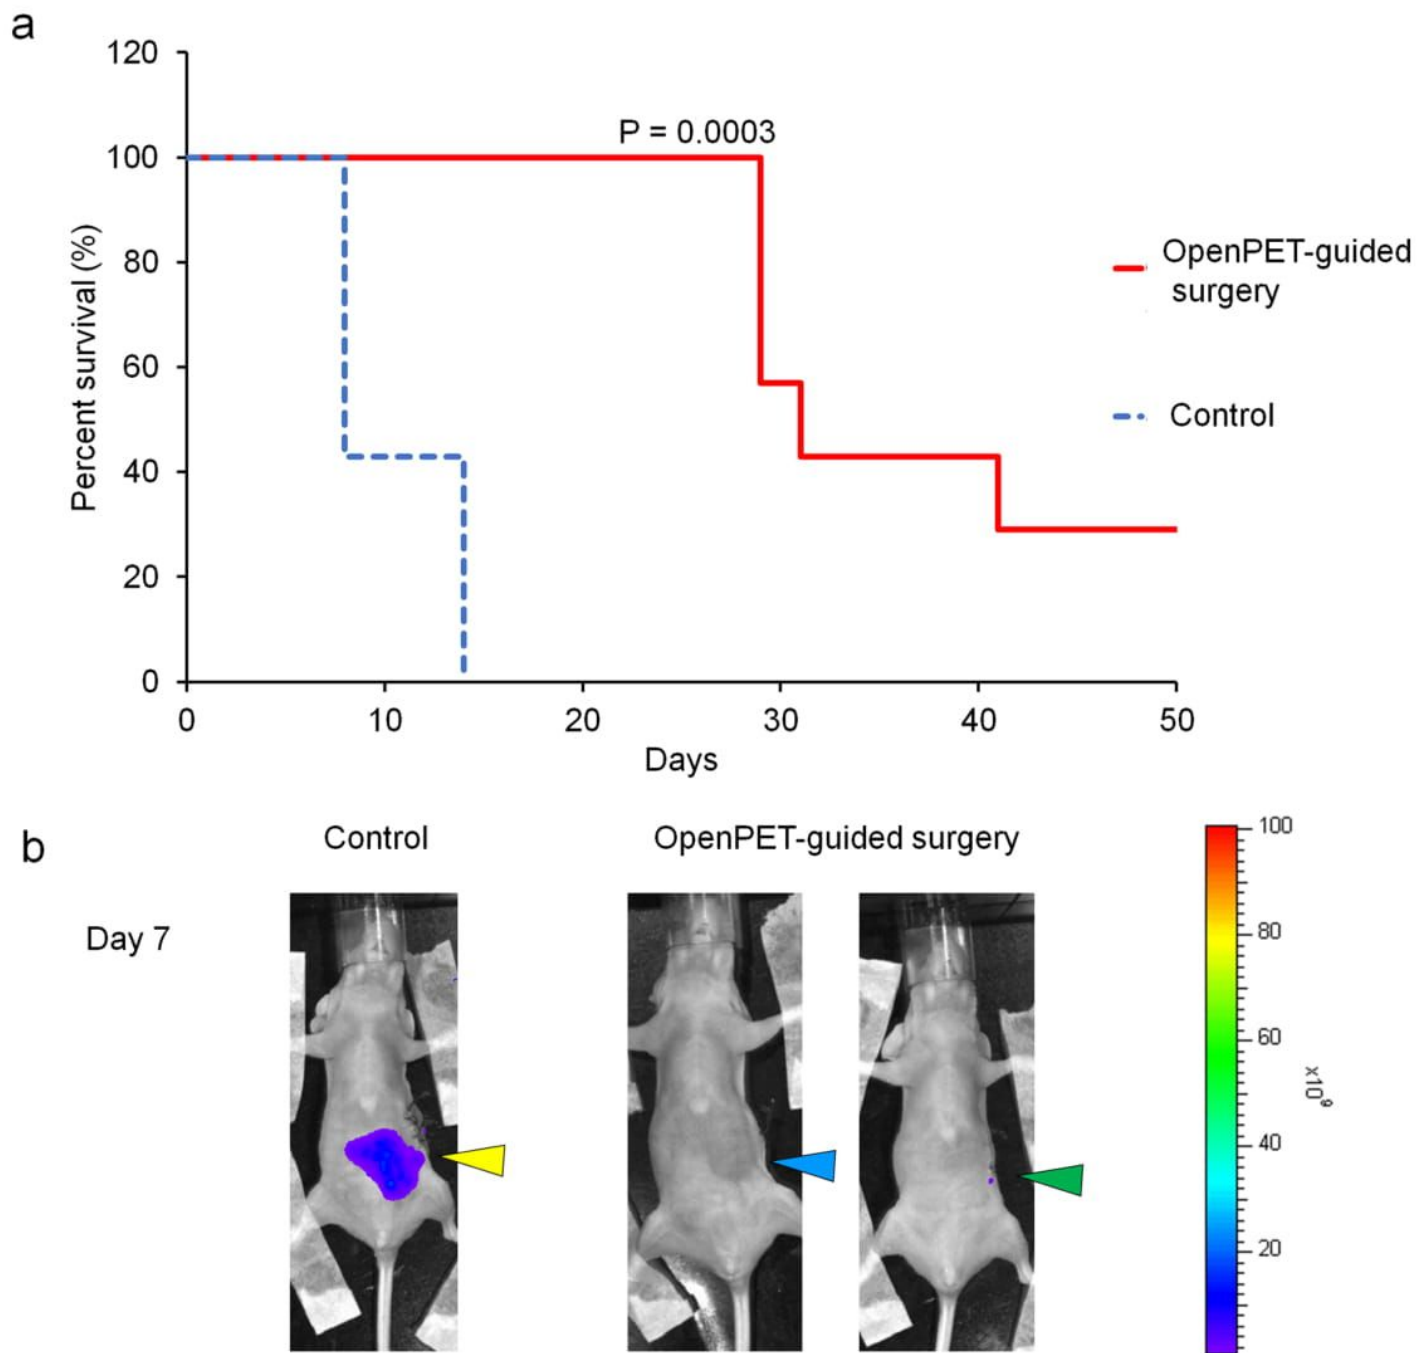 a
120
100
80
60
40
20
0
Percent survival (%)
P = 0.0003
OpenPET-guided
surgery
Control
0 10 20 30 40 50
Days
b
Control
OpenPET-guided surgery
Day 7
100
80
60
40
20
x10⁹